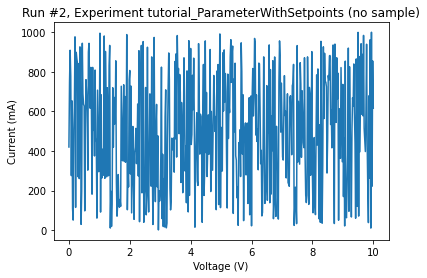 Run #2, Experiment tutorial_ParameterWithSetpoints (no sample)
1000
800
600
400
200
0
Current (mA)
0 2 4 6 8 10
Voltage (V)